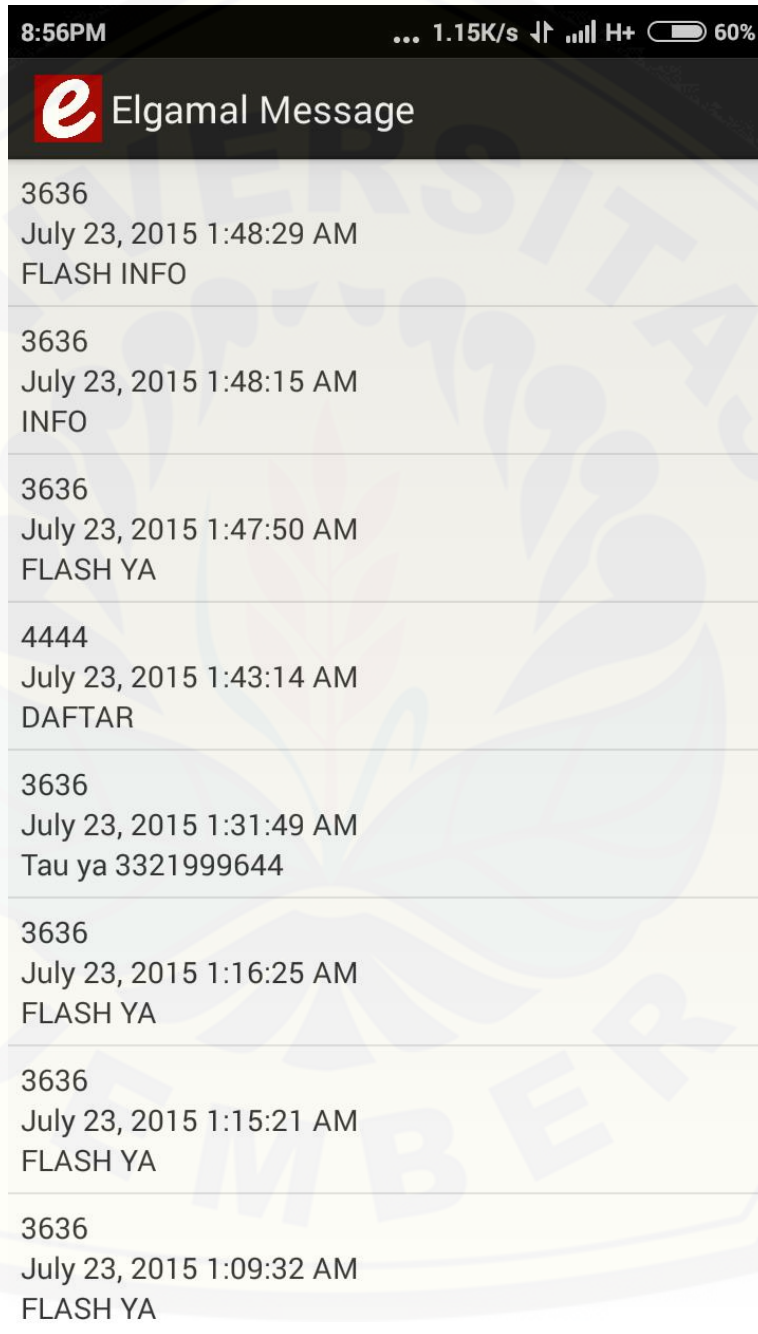 8:56PM ... 1.15K/s H+ 60%
e Elgamal Message
3636
July 23, 2015 1:48:29 AM
FLASH INFO
3636
July 23, 2015 1:48:15 AM
INFO
3636
July 23, 2015 1:47:50 AM
FLASH YA
4444
July 23, 2015 1:43:14 AM
DAFTAR
3636
July 23, 2015 1:31:49 AM
Tau ya 3321999644
3636
July 23, 2015 1:16:25 AM
FLASH YA
3636
July 23, 2015 1:15:21 AM
FLASH YA
3636
July 23, 2015 1:09:32 AM
FLASH YA